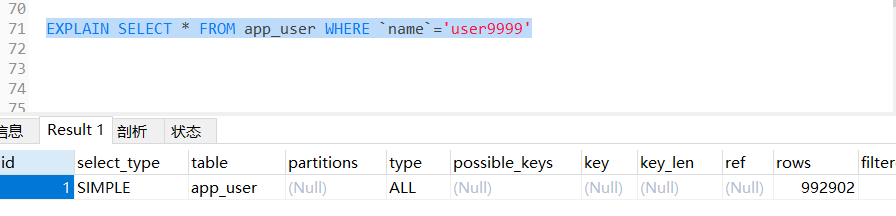 70
71 EXPLAIN SELECT * FROM app_user WHERE `name`='user9999'
72
73
74
75
信息 Result 1 剖析 状态
id select_type table partitions type possible_keys key key_len ref rows filter
1 SIMPLE app_user (Null) ALL (Null) (Null) (Null) (Null) 992902